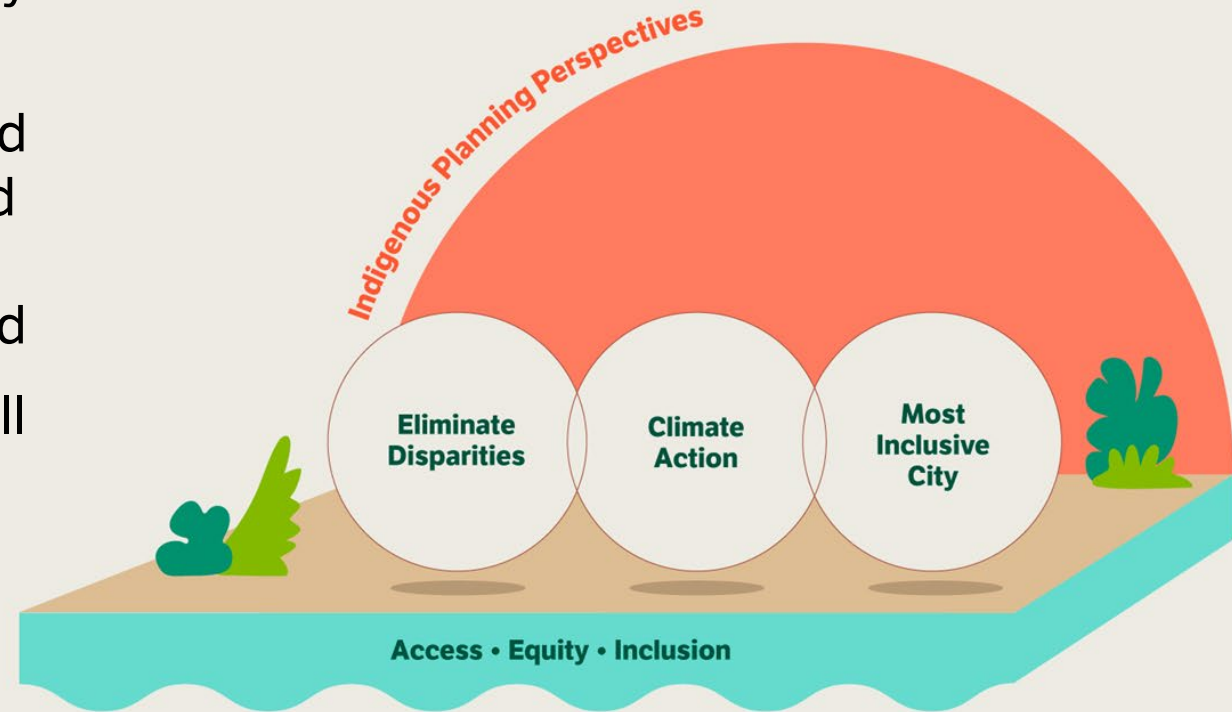 Indigenous Planning Perspectives
Eliminate
Disparities
Climate
Action
Most
Inclusive
City
Access • Equity • Inclusion